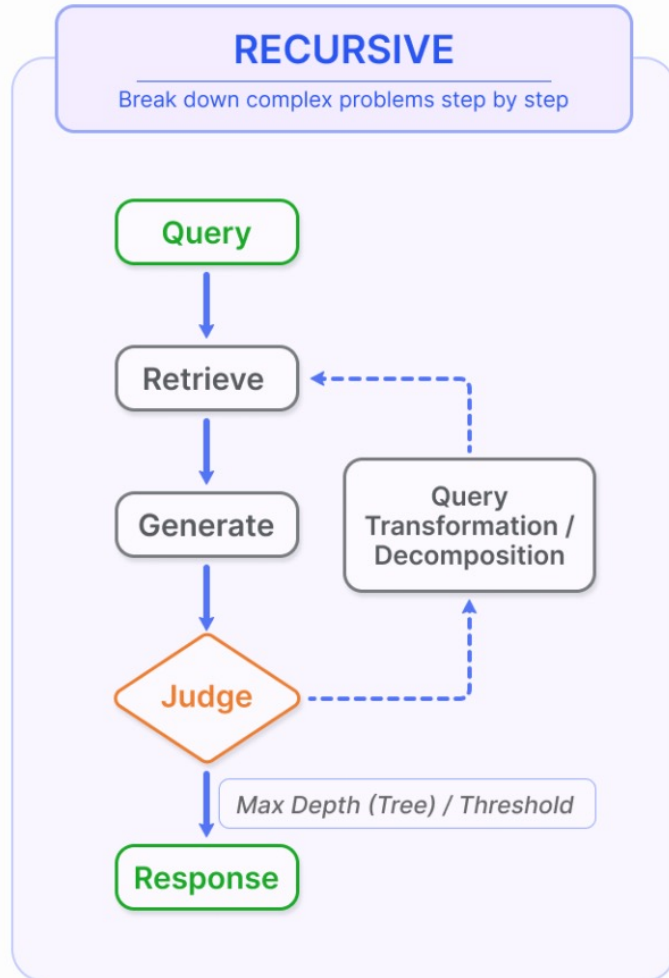 RECURSIVE
Break down complex problems step by step
Query
Retrieve
Generate
Query
Transformation /
Decomposition
Judge
Max Depth (Tree) / Threshold
Response